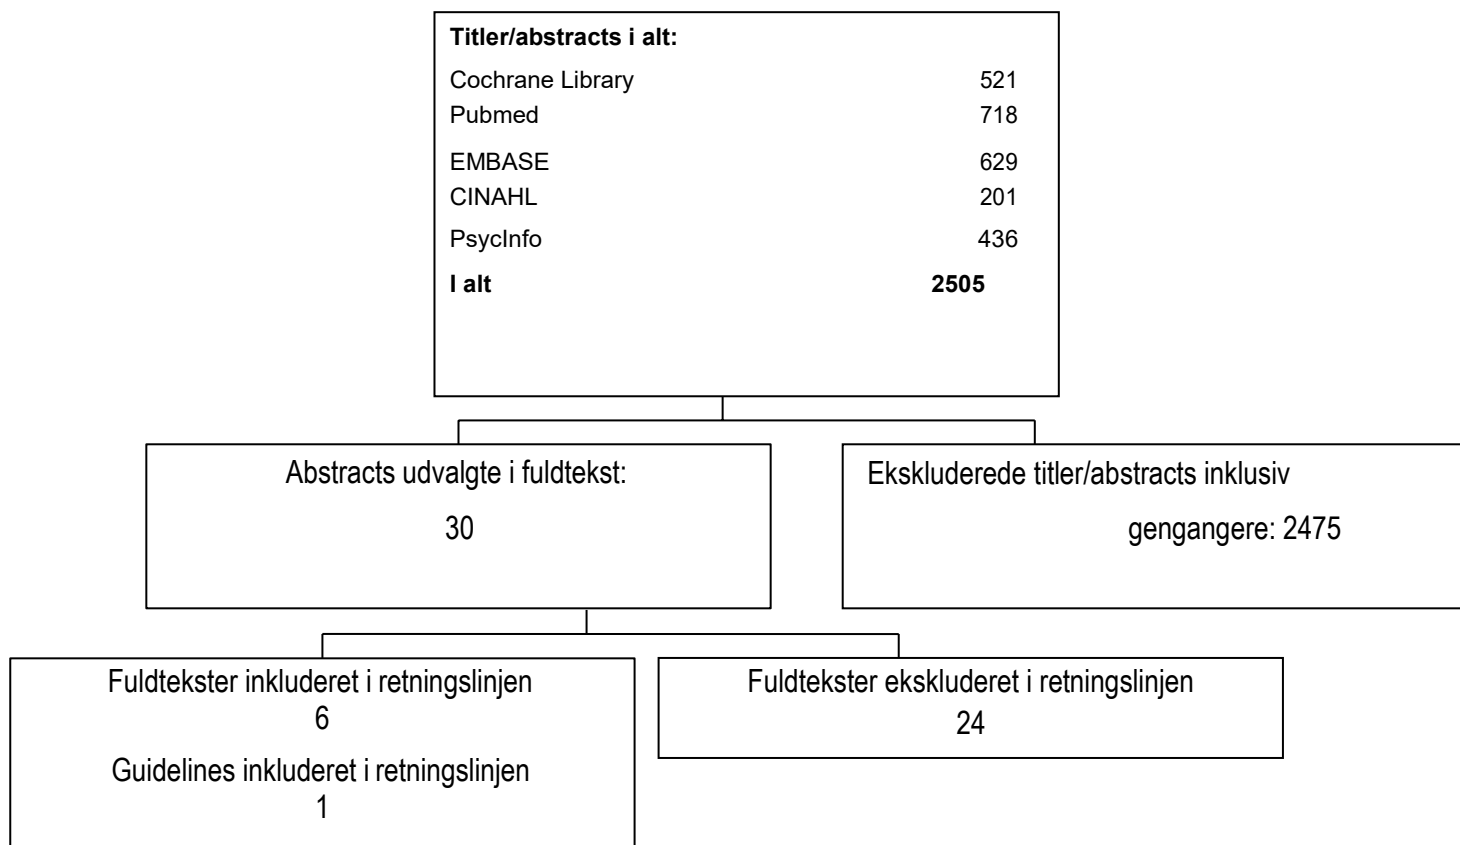 Titler/abstracts i alt:
Cochrane Library 521
Pubmed 718
EMBASE 629
CINAHL 201
PsycInfo 436
I alt 2505
Abstracts udvalgte i fuldtekst:
30
Ekskluderede titler/abstracts inklusiv
gengangere: 2475
Fuldtekster inkluderet i retningslinjen
6
Guidelines inkluderet i retningslinjen
1
Fuldtekster ekskluderet i retningslinjen
24